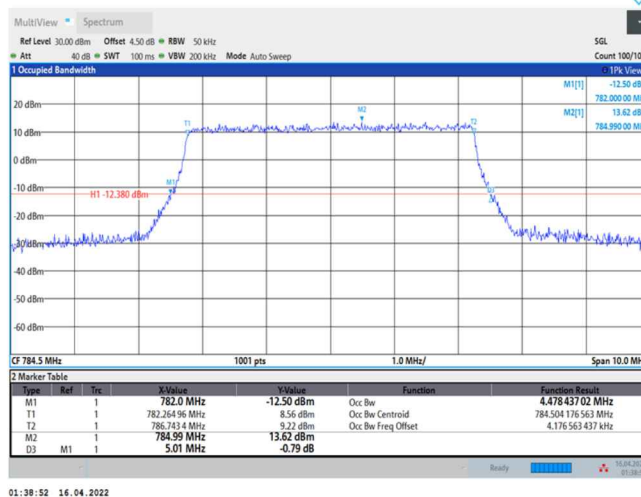 MultiView Spectrum
Ref Level 30.00 dBm Offset 4.50 dB RBW 50 kHz SGL
Att 40 dB SWT 100 ms VBW 200 kHz Mode Auto Sweep Count 100/10
1 Occupied Bandwidth 1Pk View
M1[1] -12.50 dB
782.000 00 M
M2[1] 13.62 dB
784.990 00 M
20 dBm
10 dBm
0 dBm
-10 dBm
-20 dBm
-30 dBm
-40 dBm
-50 dBm
-60 dBm
T1
M2
T2
M1
D3
H1 -12.380 dBm
CF 784.5 MHz 1001 pts 1.0 MHz/ Span 10.0 MH
2 Marker Table
Type Ref Trc X-Value Y-Value Function Function Result
M1 1 782.0 MHz -12.50 dBm Occ Bw 4.478 437 02 MHz
T1 1 782.264 96 MHz 8.56 dBm Occ Bw Centroid 784.504 176 563 MHz
T2 1 786.743 4 MHz 9.22 dBm Occ Bw Freq Offset 4.176 563 437 kHz
M2 1 784.99 MHz 13.62 dBm
D3 M1 1 5.01 MHz -0.79 dB
Ready
01:38:52 16.04.2022